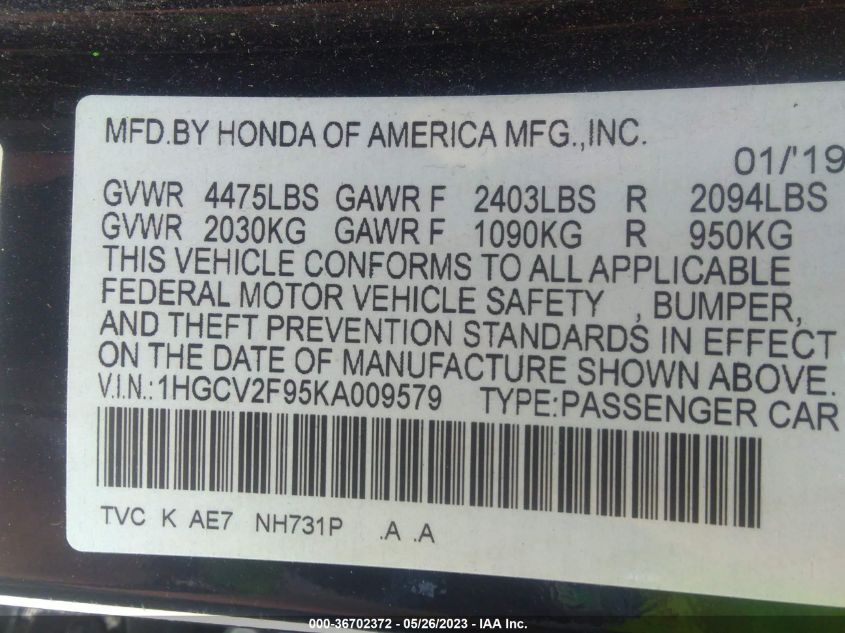 MFD.BY HONDA OF AMERICA MFG.,INC.
01/'19
GVWR 4475LBS GAWR F 2403LBS R 2094LBS
GVWR 2030KG GAWR F 1090KG R 950KG
THIS VEHICLE CONFORMS TO ALL APPLICABLE
FEDERAL MOTOR VEHICLE SAFETY , BUMPER,
AND THEFT PREVENTION STANDARDS IN EFFECT
ON THE DATE OF MANUFACTURE SHOWN ABOVE.
V.I.N.:1HGCV2F95KA009579 TYPE:PASSENGER CAR
TVC K AE7 NH731P .A .A
000-36702372 - 05/26/2023 - IAA Inc.